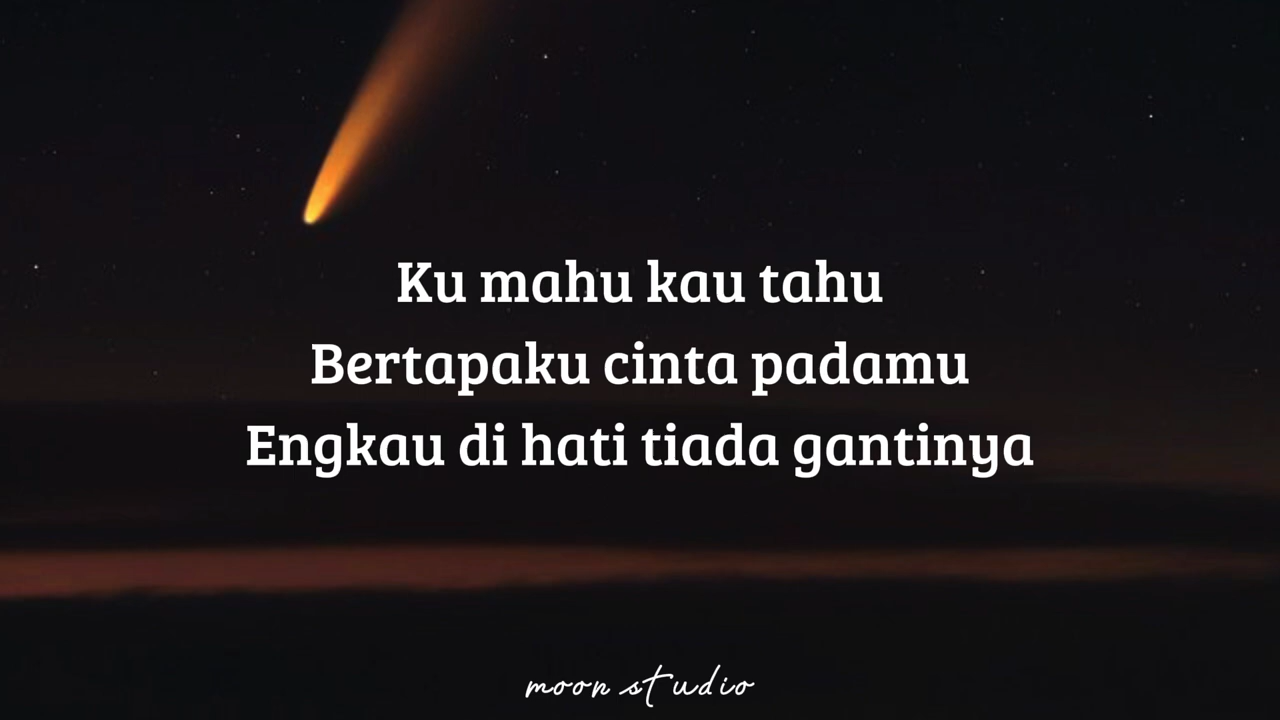 Ku mahu kau tahu
Bertapaku cinta padamu
Engkau di hati tiada gantinya
moon studio